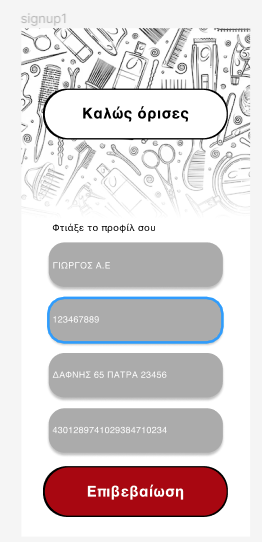 signup1
Καλώς όρισες
Φτιάξε το προφίλ σου
ΓΙΩΡΓΟΣ Α.Ε
123467889
ΔΑΦΝΗΣ 65 ΠΑΤΡΑ 23456
4301289741029384710234
Επιβεβαίωση